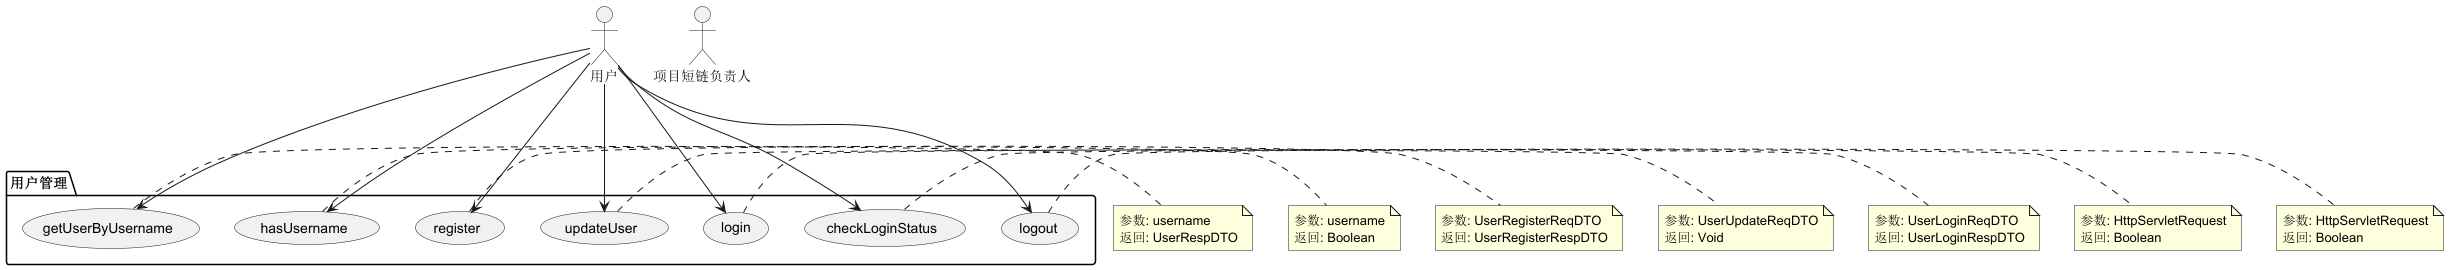 用户
项目短链负责人
用户管理
getUserByUsername
hasUsername
register
updateUser
login
checkLoginStatus
logout
参数: username
返回: UserRespDTO
参数: username
返回: Boolean
参数: UserRegisterReqDTO
返回: UserRegisterRespDTO
参数: UserUpdateReqDTO
返回: Void
参数: UserLoginReqDTO
返回: UserLoginRespDTO
参数: HttpServletRequest
返回: Boolean
参数: HttpServletRequest
返回: Boolean